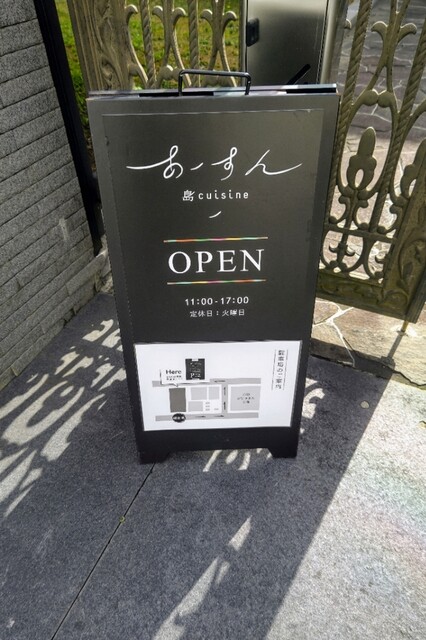 あーすん
島cuisine
OPEN
11:00-17:00
定休日：火曜日
駐車場のご案内
Here